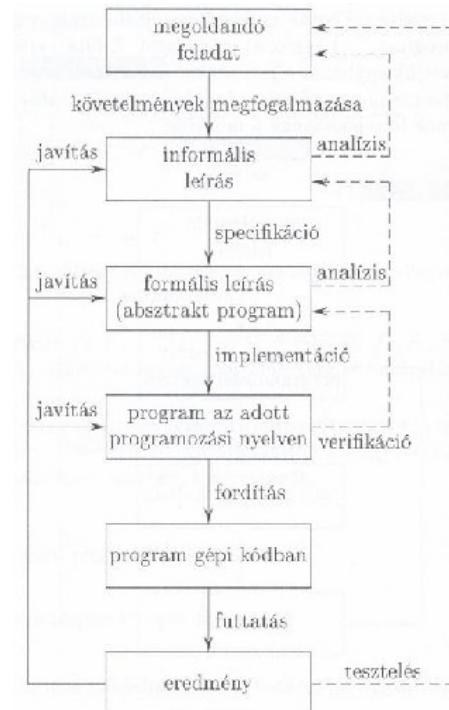 megoldandó
feladat
követelmények megfogalmazása
javítás
informális
leírás
analízis
specifikáció
javítás
formális leírás
(absztrakt program)
analízis
implementáció
javítás
program az adott
programozási nyelven
verifikáció
fordítás
program gépi kódban
futtatás
eredmény
tesztelés